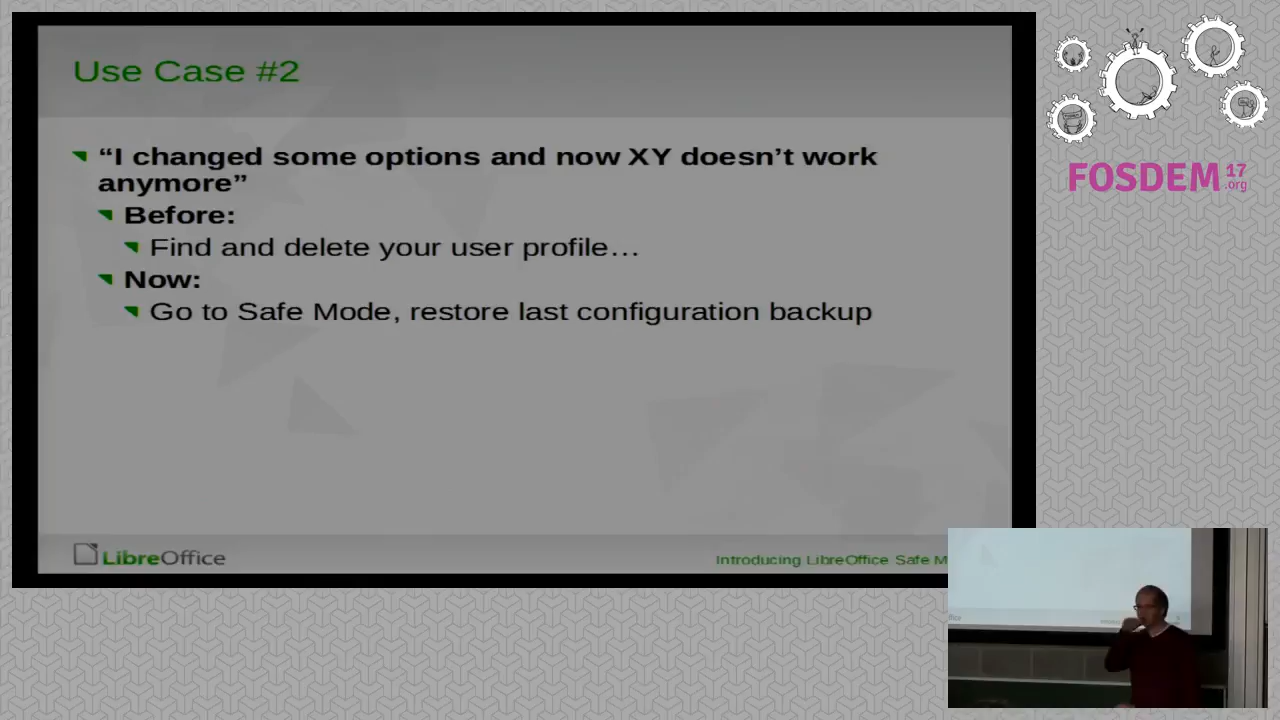 Use Case #2
“I changed some options and now XY doesn’t work
anymore”
Before:
Find and delete your user profile…
Now:
Go to Safe Mode, restore last configuration backup
LibreOffice
Introducing LibreOffice Safe M
FOSDEM 17
.org